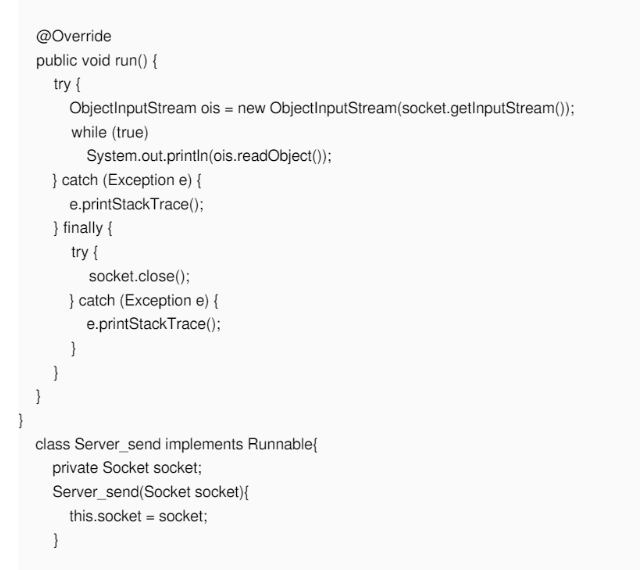 @Override
public void run() {
try {
ObjectInputStream ois = new ObjectInputStream(socket.getInputStream());
while (true)
System.out.println(ois.readObject());
} catch (Exception e) {
e.printStackTrace();
} finally {
try {
socket.close();
} catch (Exception e) {
e.printStackTrace();
}
}
}
}
class Server_send implements Runnable{
private Socket socket;
Server_send(Socket socket){
this.socket = socket;
}